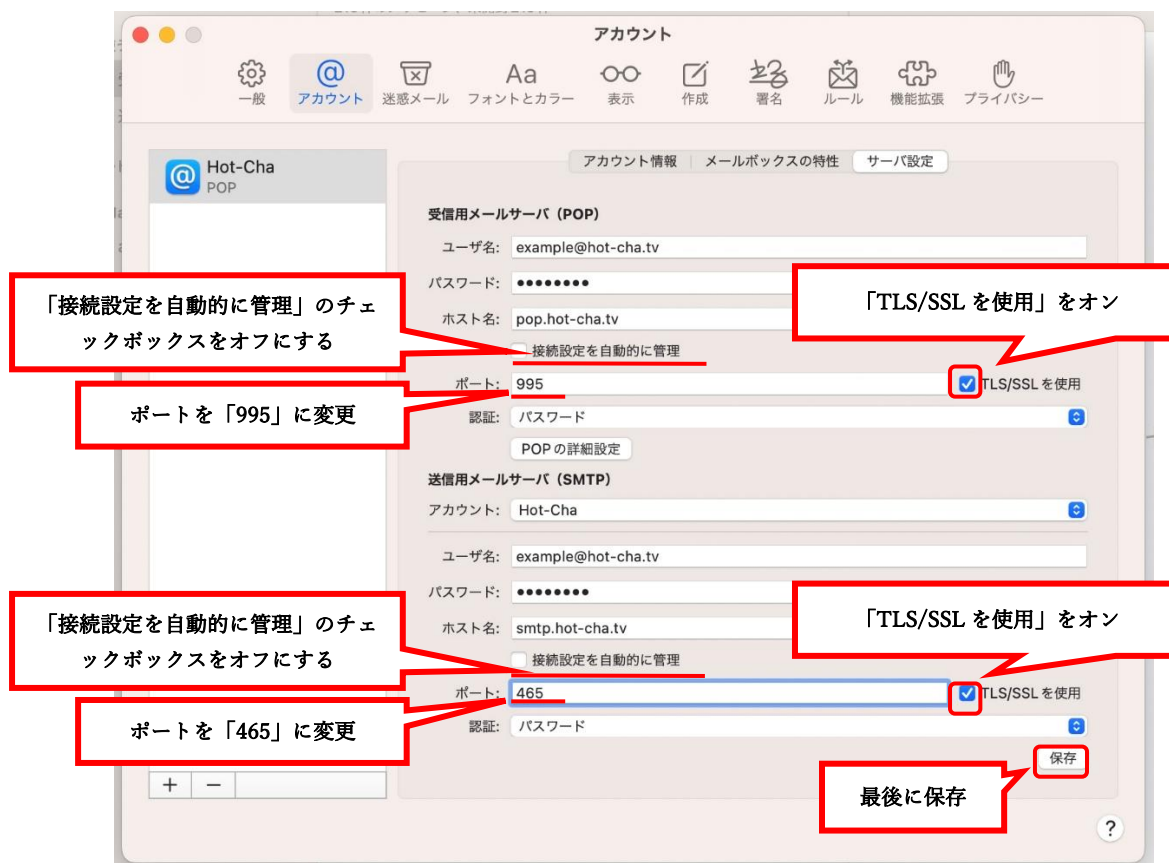 アカウント
一般 アカウント 迷惑メール フォントとカラー 表示 作成 署名 ルール 機能拡張 プライバシー
Hot-Cha
POP
アカウント情報 メールボックスの特性 サーバ設定
受信用メールサーバ（POP）
ユーザ名: example@hot-cha.tv
パスワード: ••••••••
ホスト名: pop.hot-cha.tv
接続設定を自動的に管理
ポート: 995 TLS/SSL を使用
認証: パスワード
POP の詳細設定
送信用メールサーバ（SMTP）
アカウント: Hot-Cha
ユーザ名: example@hot-cha.tv
パスワード: ••••••••
ホスト名: smtp.hot-cha.tv
接続設定を自動的に管理
ポート: 465 TLS/SSL を使用
認証: パスワード
保存
「接続設定を自動的に管理」のチェ
ックボックスをオフにする
「TLS/SSL を使用」をオン
ポートを「995」に変更
「接続設定を自動的に管理」のチェ
ックボックスをオフにする
「TLS/SSL を使用」をオン
ポートを「465」に変更
最後に保存